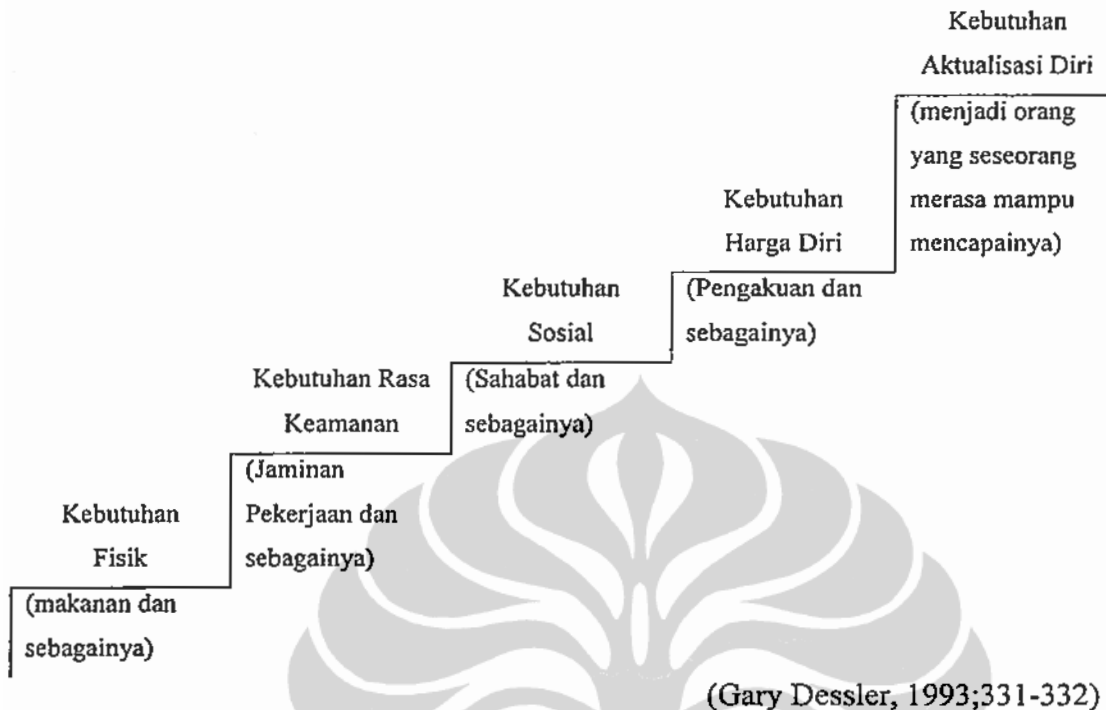 Kebutuhan
Aktualisasi Diri
(menjadi orang
yang seseorang
merasa mampu
mencapainya)
Kebutuhan
Harga Diri
(Pengakuan dan
sebagainya)
Kebutuhan
Sosial
(Sahabat dan
sebagainya)
Kebutuhan Rasa
Keamanan
(Jaminan
Pekerjaan dan
sebagainya)
Kebutuhan
Fisik
(makanan dan
sebagainya)
(Gary Dessler, 1993;331-332)